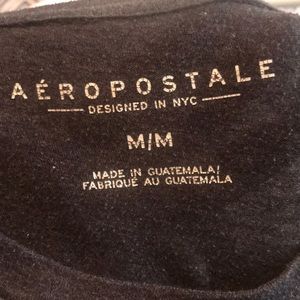 AÉROPOSTALE
DESIGNED IN NYC
M/M
MADE IN GUATEMALA/
FABRIQUÉ AU GUATEMALA